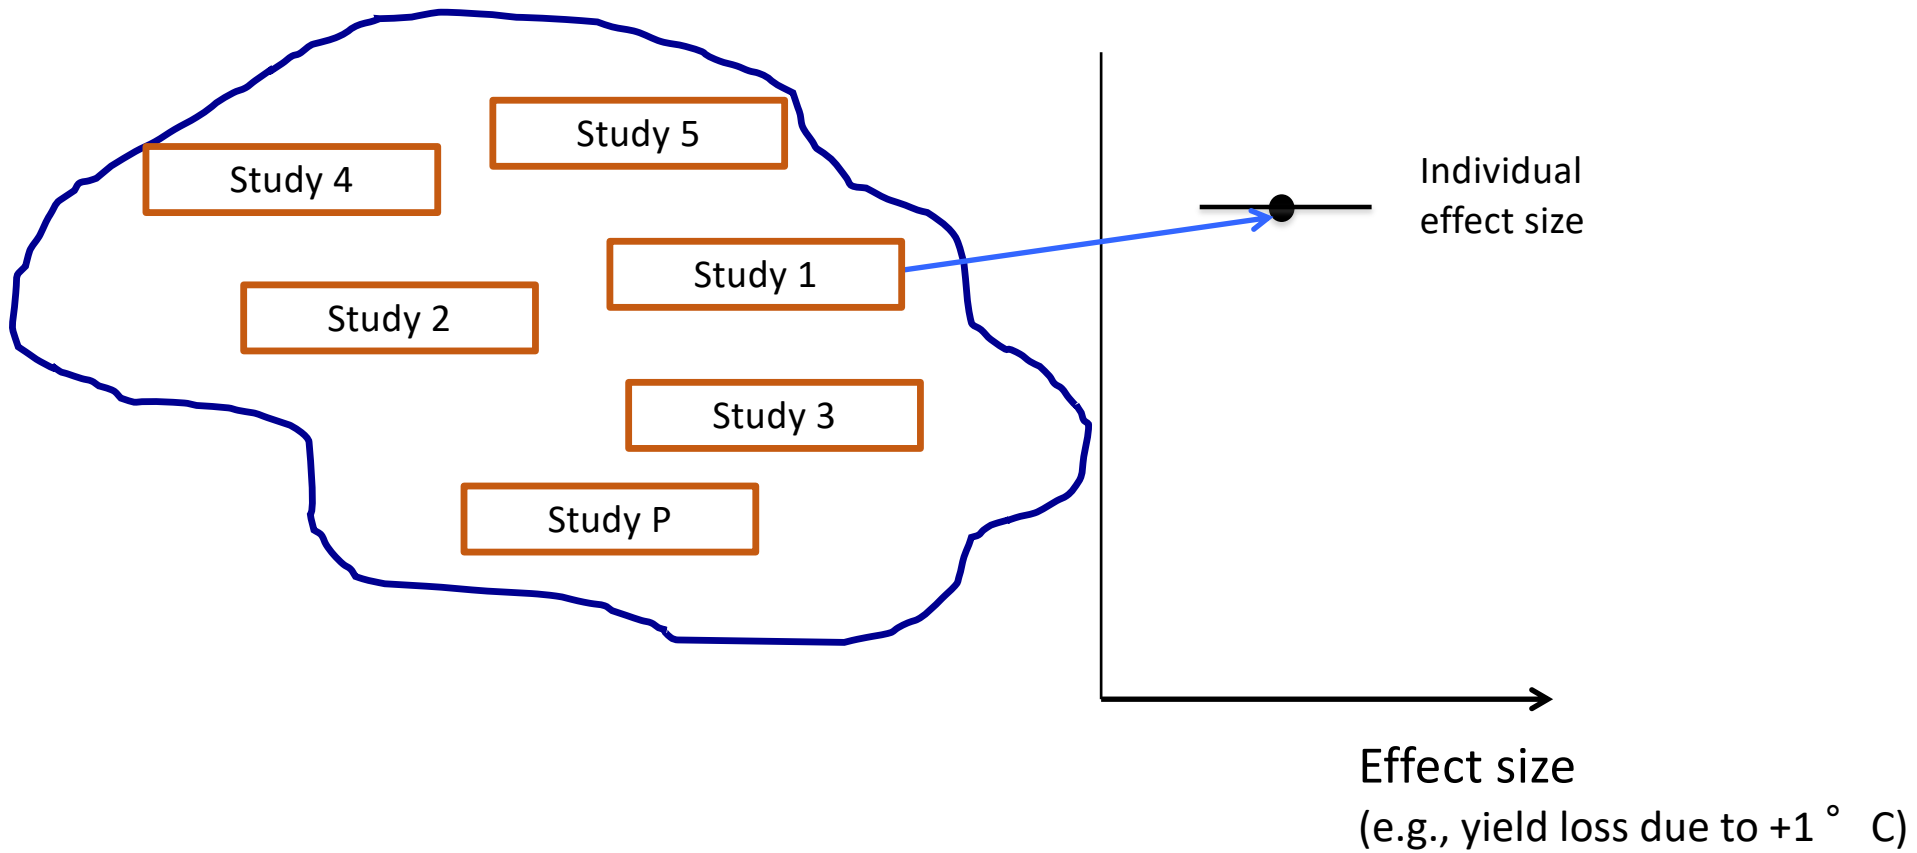 Study 5
Study 4
Study 1
Study 2
Study 3
Study P
Individual
effect size
Effect size
(e.g., yield loss due to +1 ° C)